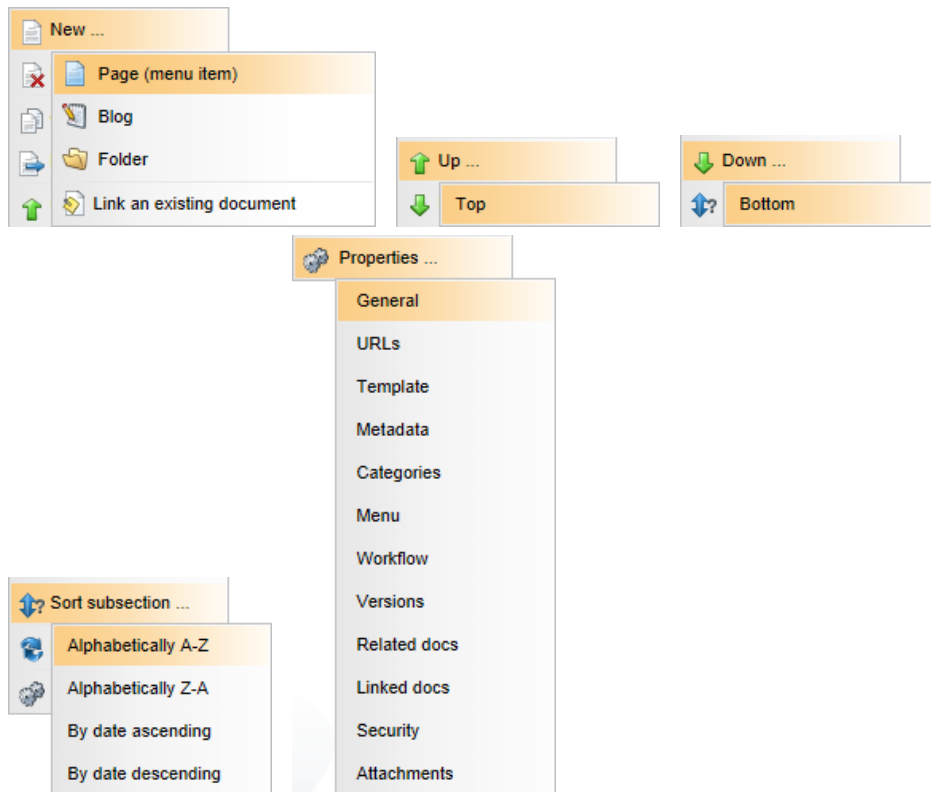 New ...
Page (menu item)
Blog
Folder
Link an existing document
Up ...
Top
Down ...
Bottom
Properties ...
General
URLs
Template
Metadata
Categories
Menu
Workflow
Versions
Related docs
Linked docs
Security
Attachments
Sort subsection ...
Alphabetically A-Z
Alphabetically Z-A
By date ascending
By date descending